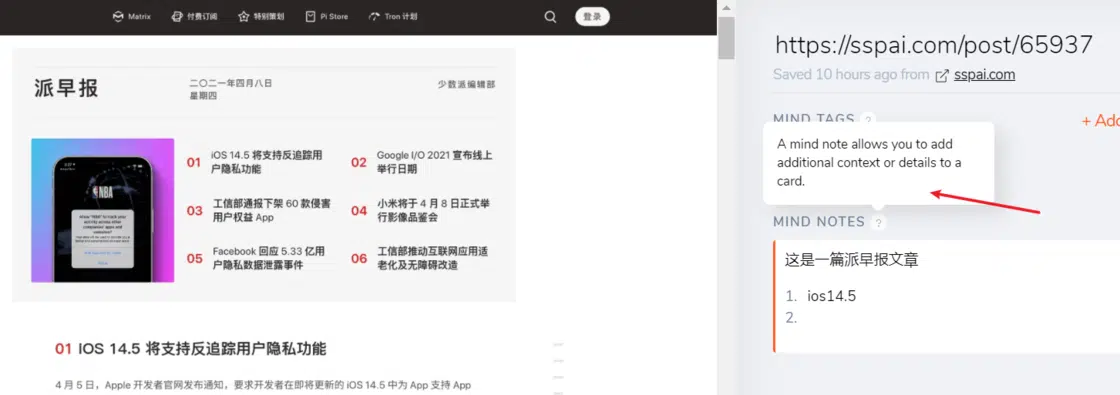 Matrix
付费订阅
特别策划
Pi Store
Tron 计划
登录
派早报
二〇二一年四月八日
星期四
少数派编辑部
NBA
01
iOS 14.5 将支持反追踪用
户隐私功能
02
Google I/O 2021 宣布线上
举行日期
03
工信部通报下架 60 款侵害
用户权益 App
04
小米将于 4 月 8 日正式举
行影像品鉴会
05
Facebook 回应 5.33 亿用
户隐私数据泄露事件
06
工信部推动互联网应用适
老化及无障碍改造
01 iOS 14.5 将支持反追踪用户隐私功能
4 月 5 日，Apple 开发者官网发布通知，要求开发者在即将更新的 iOS 14.5 中为 App 支持 App
https://sspai.com/post/65937
Saved 10 hours ago from sspai.com
MIND TAGS ?
+ Add
A mind note allows you to add
additional context or details to a
card.
MIND NOTES ?
这是一篇派早报文章
1. ios14.5
2.